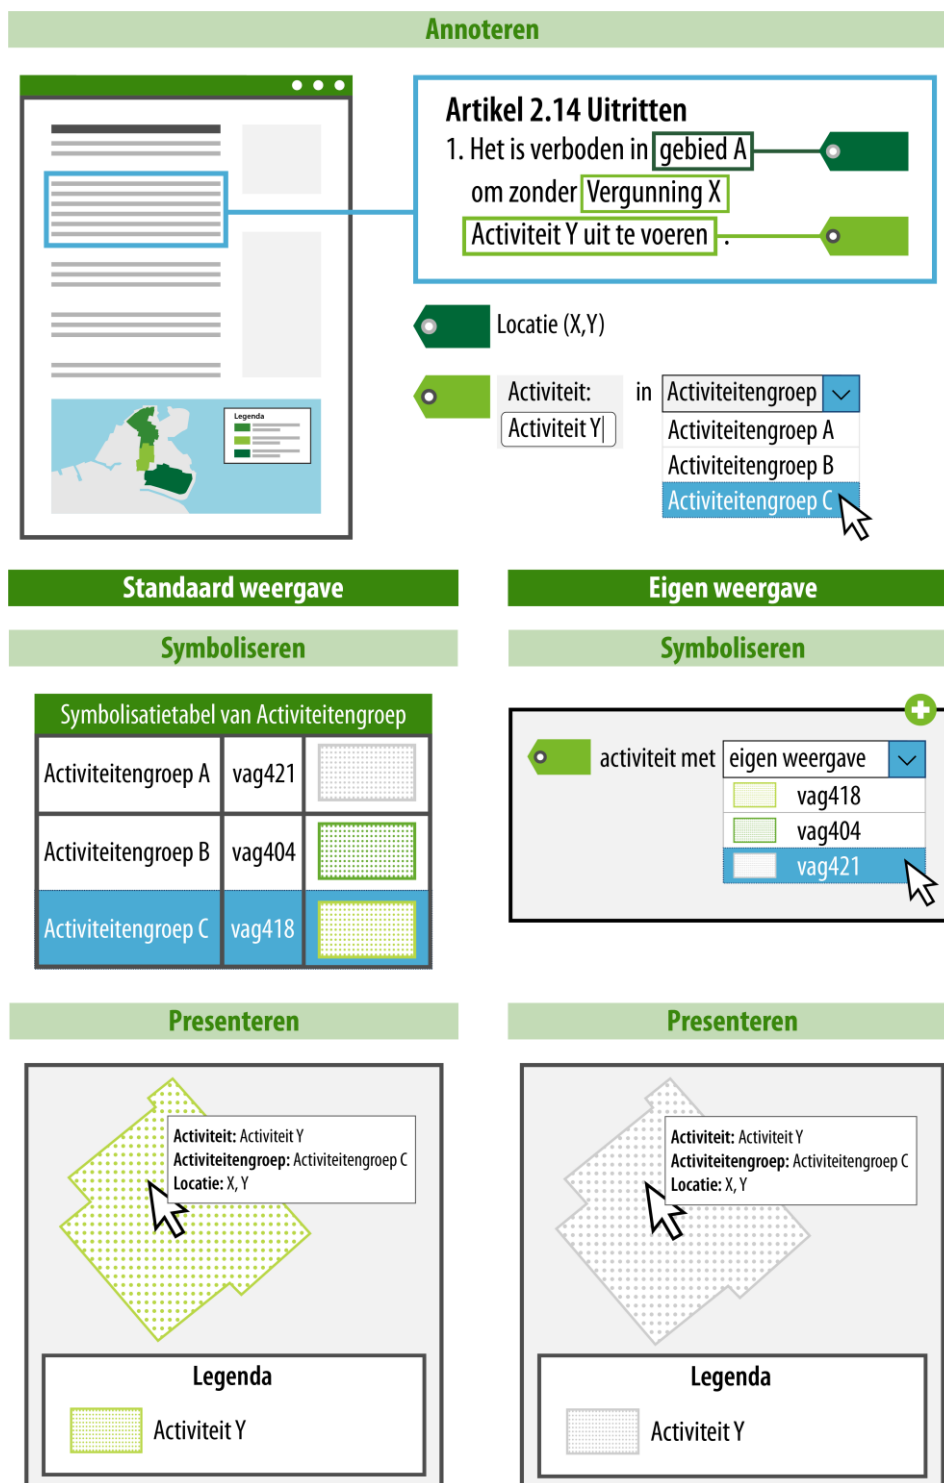 Annoteren
Artikel 2.14 Uitritten
1. Het is verboden in gebied A
om zonder Vergunning X
Activiteit Y uit te voeren .
Locatie (X,Y)
Activiteit: in Activiteitengroep
Activiteit Y
Activiteitengroep A
Activiteitengroep B
Activiteitengroep C
Legenda
Standaard weergave
Symboliseren
Symbolisatietabel van Activiteitengroep
Activiteitengroep A vag421
Activiteitengroep B vag404
Activiteitengroep C vag418
Presenteren
Activiteit: Activiteit Y
Activiteitengroep: Activiteitengroep C
Locatie: X, Y
Legenda
Activiteit Y
Eigen weergave
Symboliseren
activiteit met eigen weergave
vag418
vag404
vag421
Presenteren
Activiteit: Activiteit Y
Activiteitengroep: Activiteitengroep C
Locatie: X, Y
Legenda
Activiteit Y